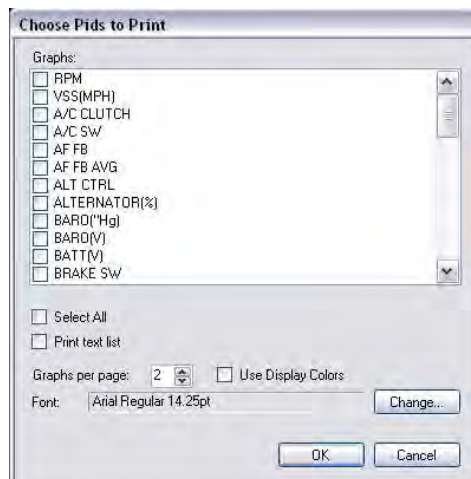 Choose Pids to Print
Graphs:
RPM
VSS(MPH)
A/C CLUTCH
A/C SW
AF FB
AF FB AVG
ALT CTRL
ALTERNATOR(%)
BARO("Hg)
BARO(V)
BATT(V)
BRAKE SW
Select All
Print text list
Graphs per page: 2 Use Display Colors
Font: Arial Regular 14.25pt Change...
OK Cancel